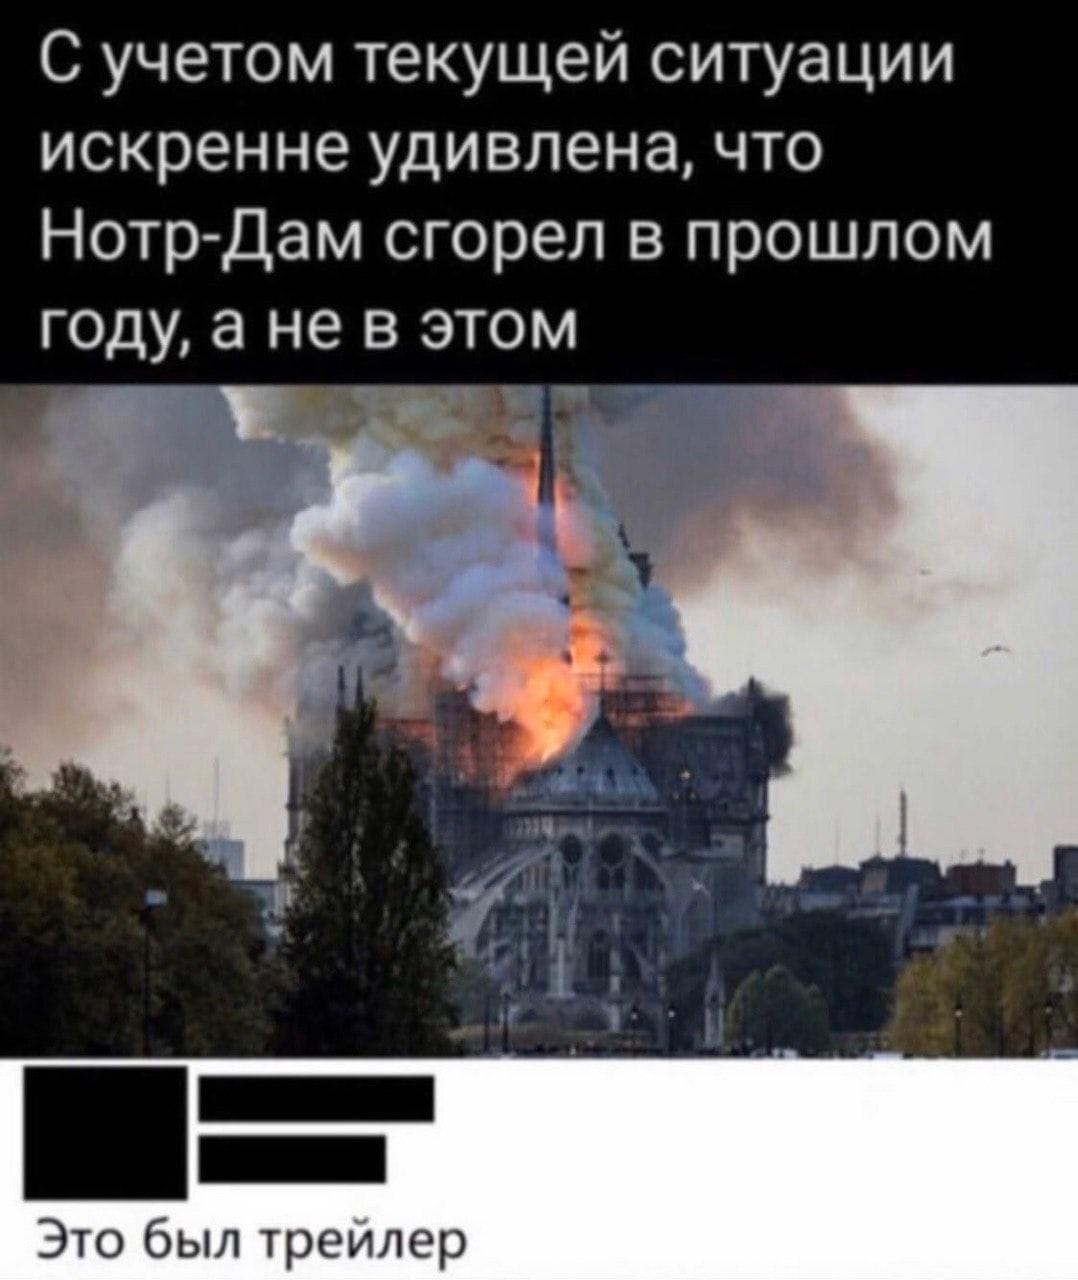 С учетом текущей ситуации
искренне удивлена, что
Нотр-Дам сгорел в прошлом
году, а не в этом
Это был трейлер